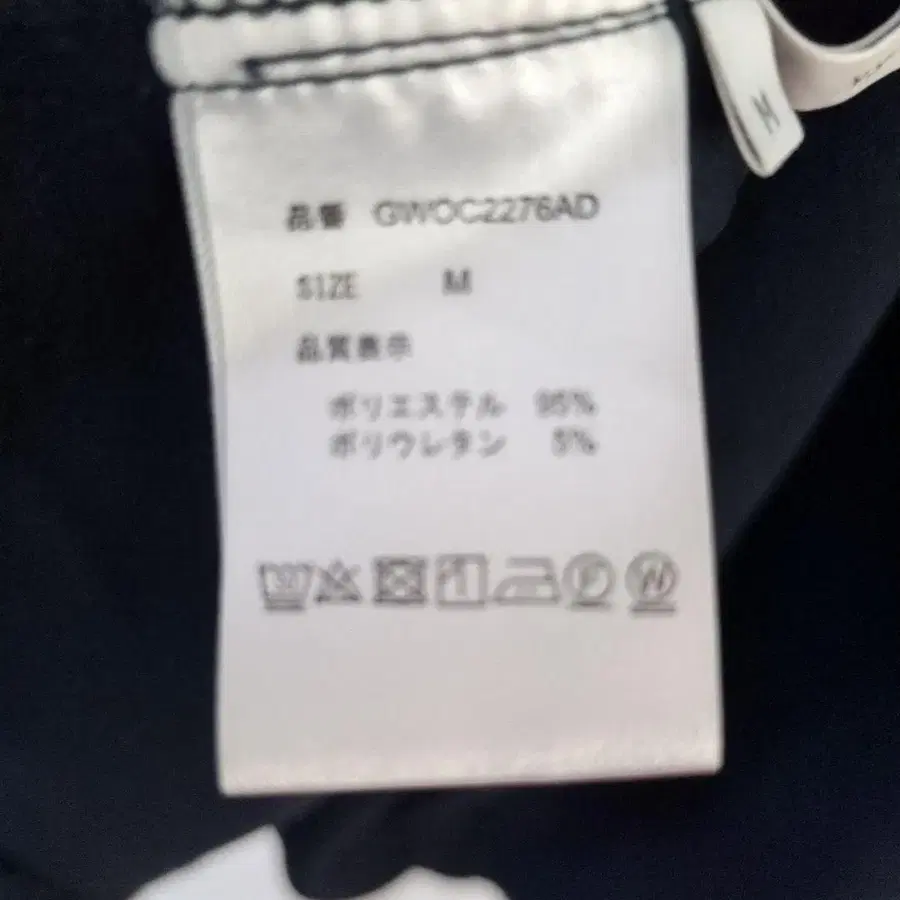 品番 GWOC2276AD
SIZE M
品質表示
ポリエステル 95%
ポリウレタン 5%
M